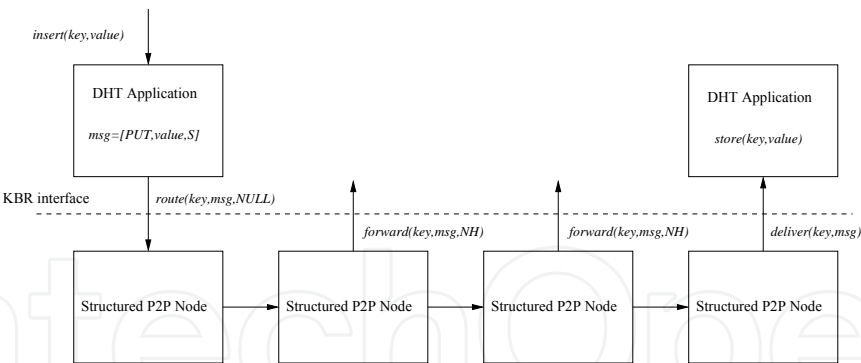 insert(key,value)
DHT Application
DHT Application
msg=[PUT,value,S]
store(key,value)
KBR interface
route(key,msg,NULL)
forward(key,msg,NH)
forward(key,msg,NH)
deliver(key,msg)
Structured P2P Node
Structured P2P Node
Structured P2P Node
Structured P2P Node
ntechOpe